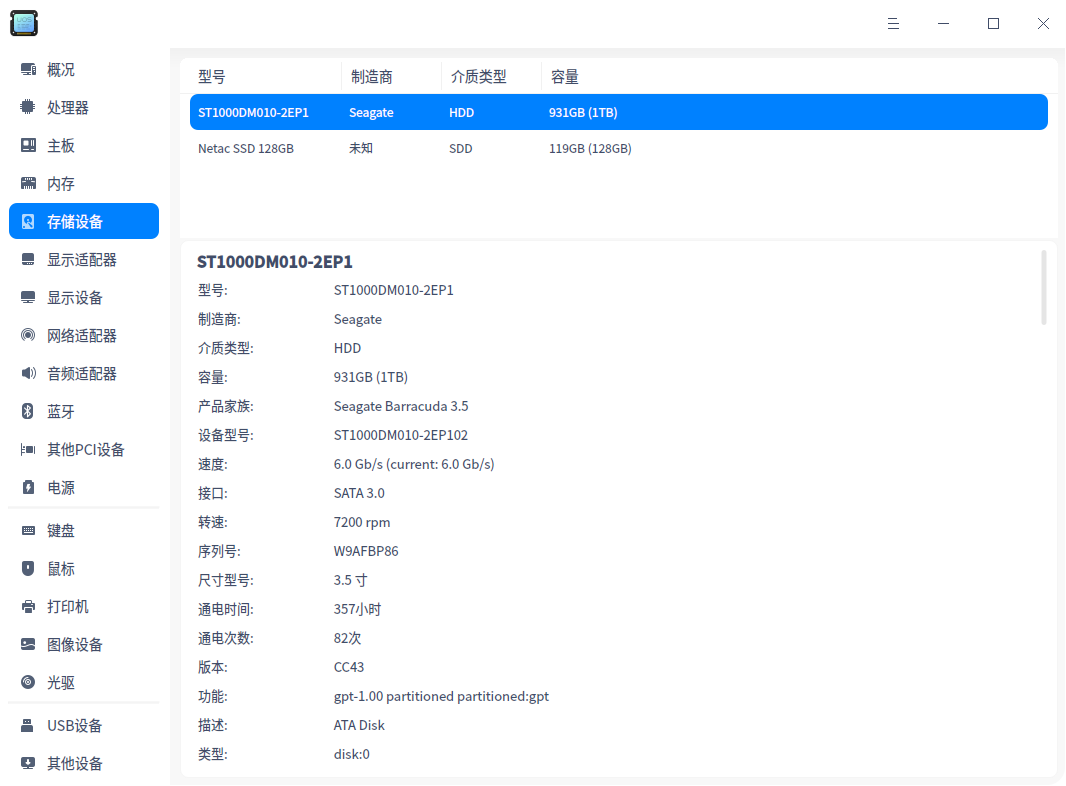 概况
处理器
主板
内存
存储设备
显示适配器
显示设备
网络适配器
音频适配器
蓝牙
其他PCI设备
电源
键盘
鼠标
打印机
图像设备
光驱
USB设备
其他设备
型号 制造商 介质类型 容量
ST1000DM010-2EP1 Seagate HDD 931GB (1TB)
Netac SSD 128GB 未知 SDD 119GB (128GB)
ST1000DM010-2EP1
型号: ST1000DM010-2EP1
制造商: Seagate
介质类型: HDD
容量: 931GB (1TB)
产品家族: Seagate Barracuda 3.5
设备型号: ST1000DM010-2EP102
速度: 6.0 Gb/s (current: 6.0 Gb/s)
接口: SATA 3.0
转速: 7200 rpm
序列号: W9AFBP86
尺寸型号: 3.5 寸
通电时间: 357小时
通电次数: 82次
版本: CC43
功能: gpt-1.00 partitioned partitioned:gpt
描述: ATA Disk
类型: disk:0